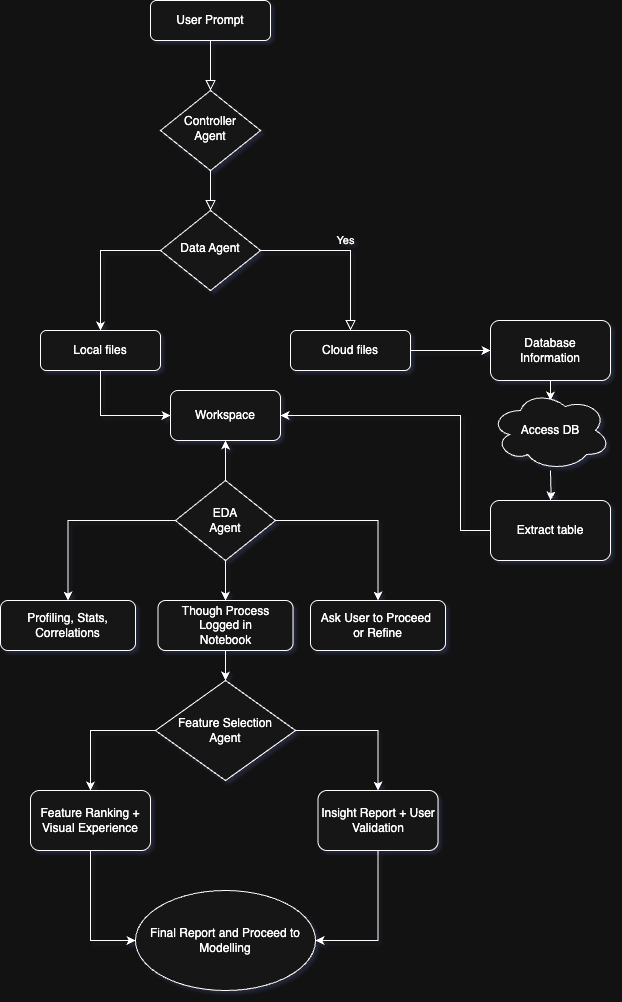 User Prompt
Controller
Agent
Data Agent
Yes
Local files
Cloud files
Database
Information
Workspace
Access DB
EDA
Agent
Extract table
Profiling, Stats,
Correlations
Though Process
Logged in
Notebook
Ask User to Proceed
or Refine
Feature Selection
Agent
Feature Ranking +
Visual Experience
Insight Report + User
Validation
Final Report and Proceed to
Modelling